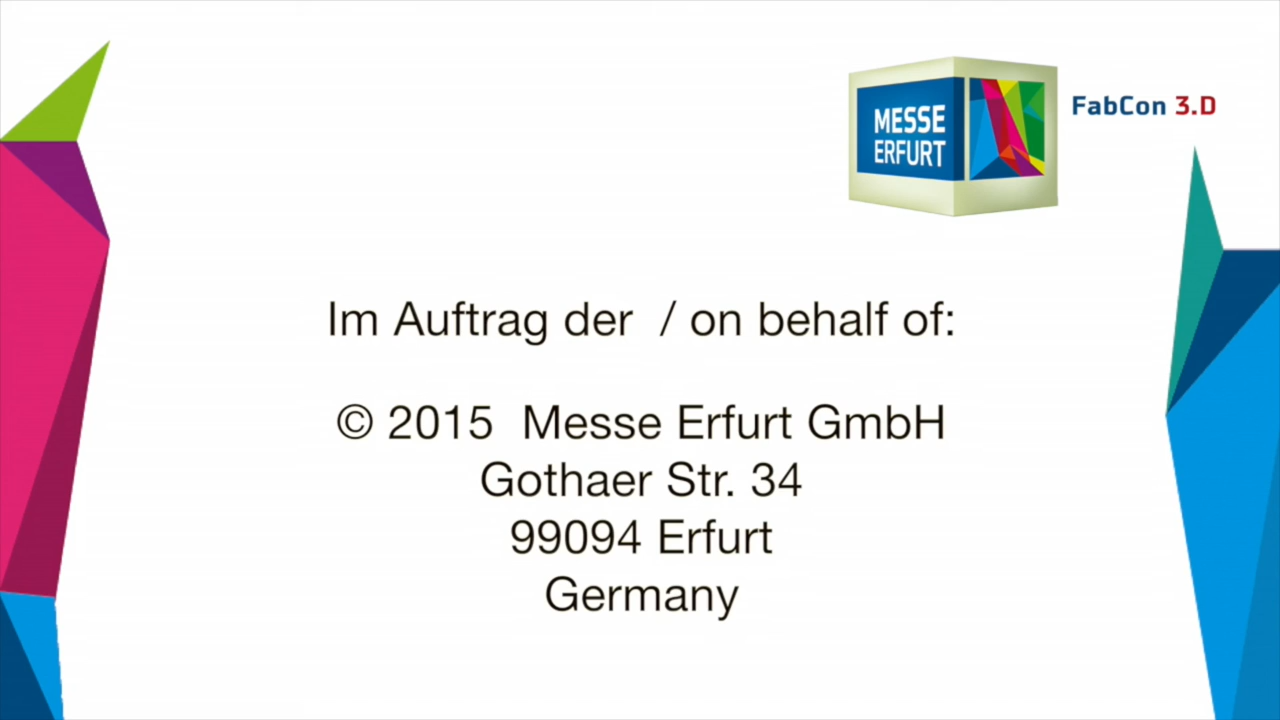 MESSE
ERFURT
FabCon 3.D
Im Auftrag der / on behalf of:
© 2015 Messe Erfurt GmbH
Gothaer Str. 34
99094 Erfurt
Germany